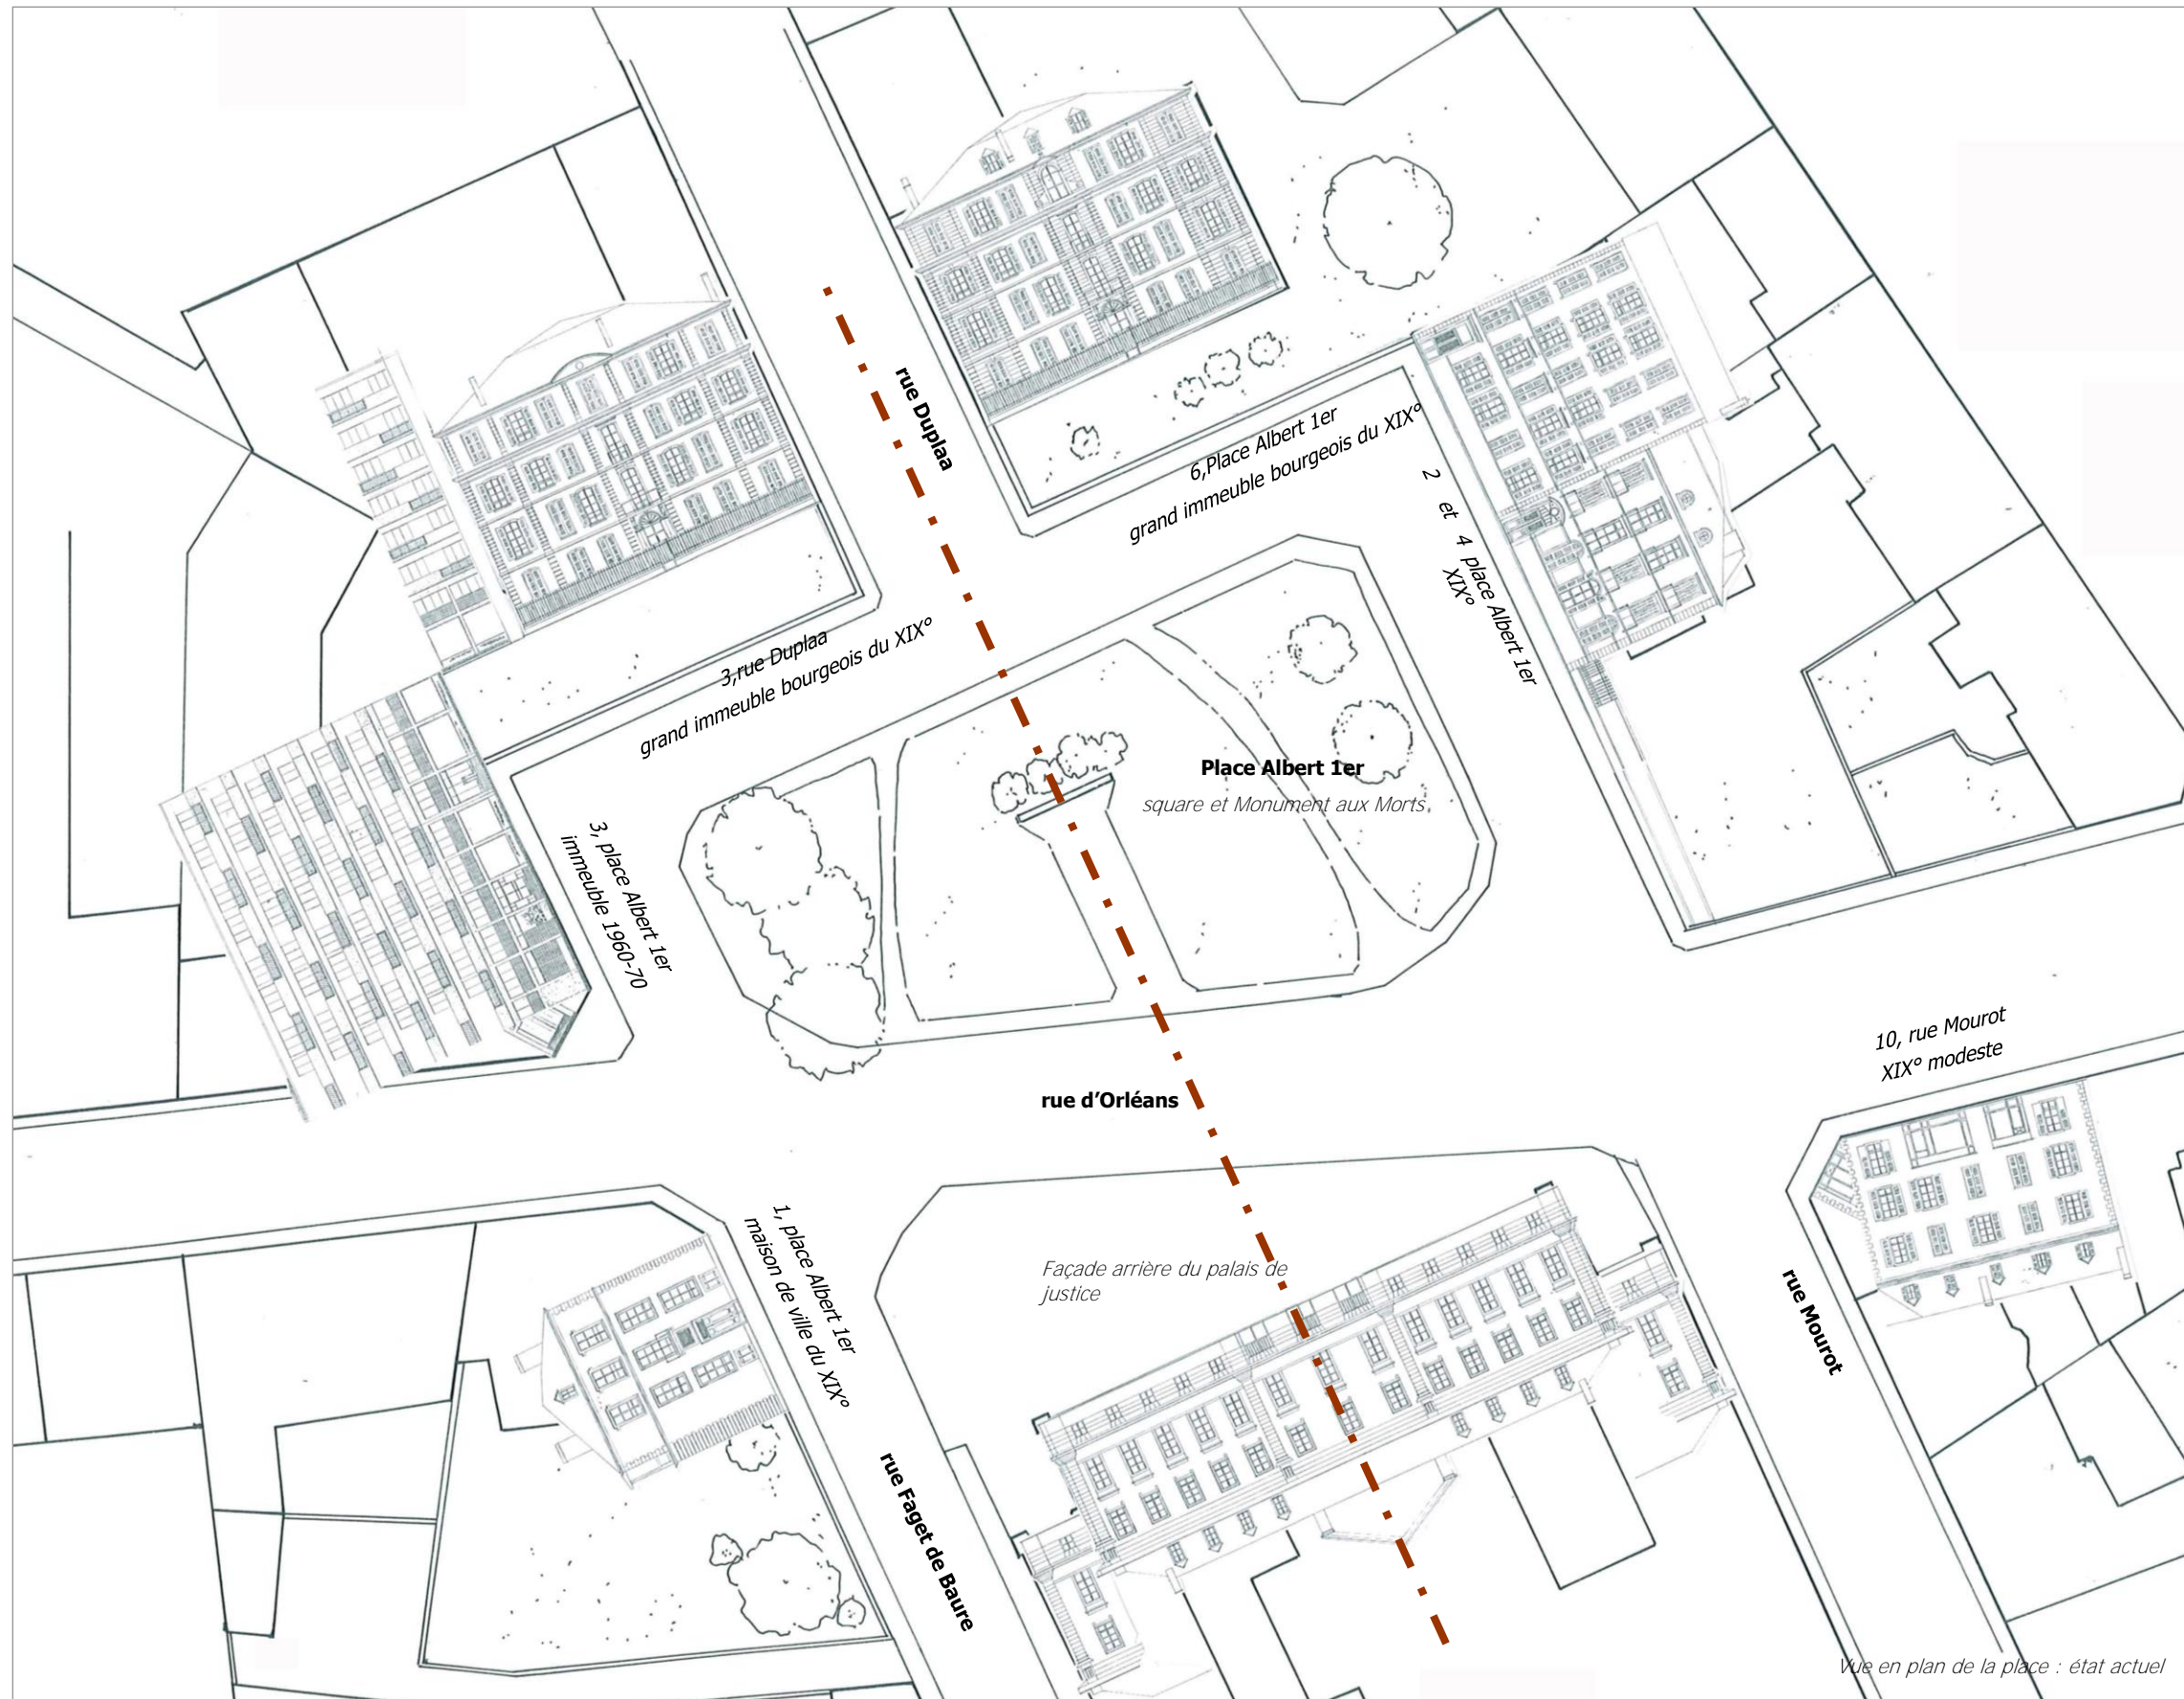 rue Duplaa
6,Place Albert 1er
grand immeuble bourgeois du XIX°
2 et 4 place Albert 1er
XIX°
3,rue Duplaa
grand immeuble bourgeois du XIX°
Place Albert 1er
square et Monument aux Morts
3, place Albert 1er
immeuble 1960-70
10, rue Mourot
XIX° modeste
rue d'Orléans
1, place Albert 1er
maison de ville du XIX°
Façade arrière du palais de
justice
rue Mourot
rue Faget de Baure
Vue en plan de la place : état actuel